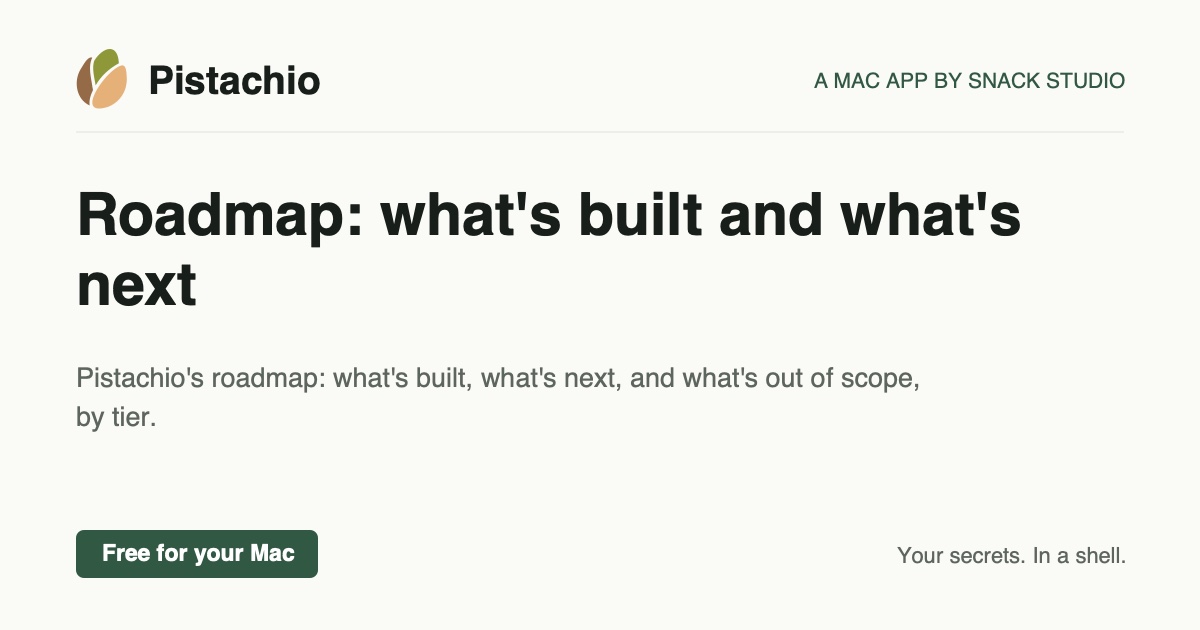 Pistachio
A MAC APP BY SNACK STUDIO
Roadmap: what's built and what's
next
Pistachio's roadmap: what's built, what's next, and what's out of scope,
by tier.
Free for your Mac
Your secrets. In a shell.